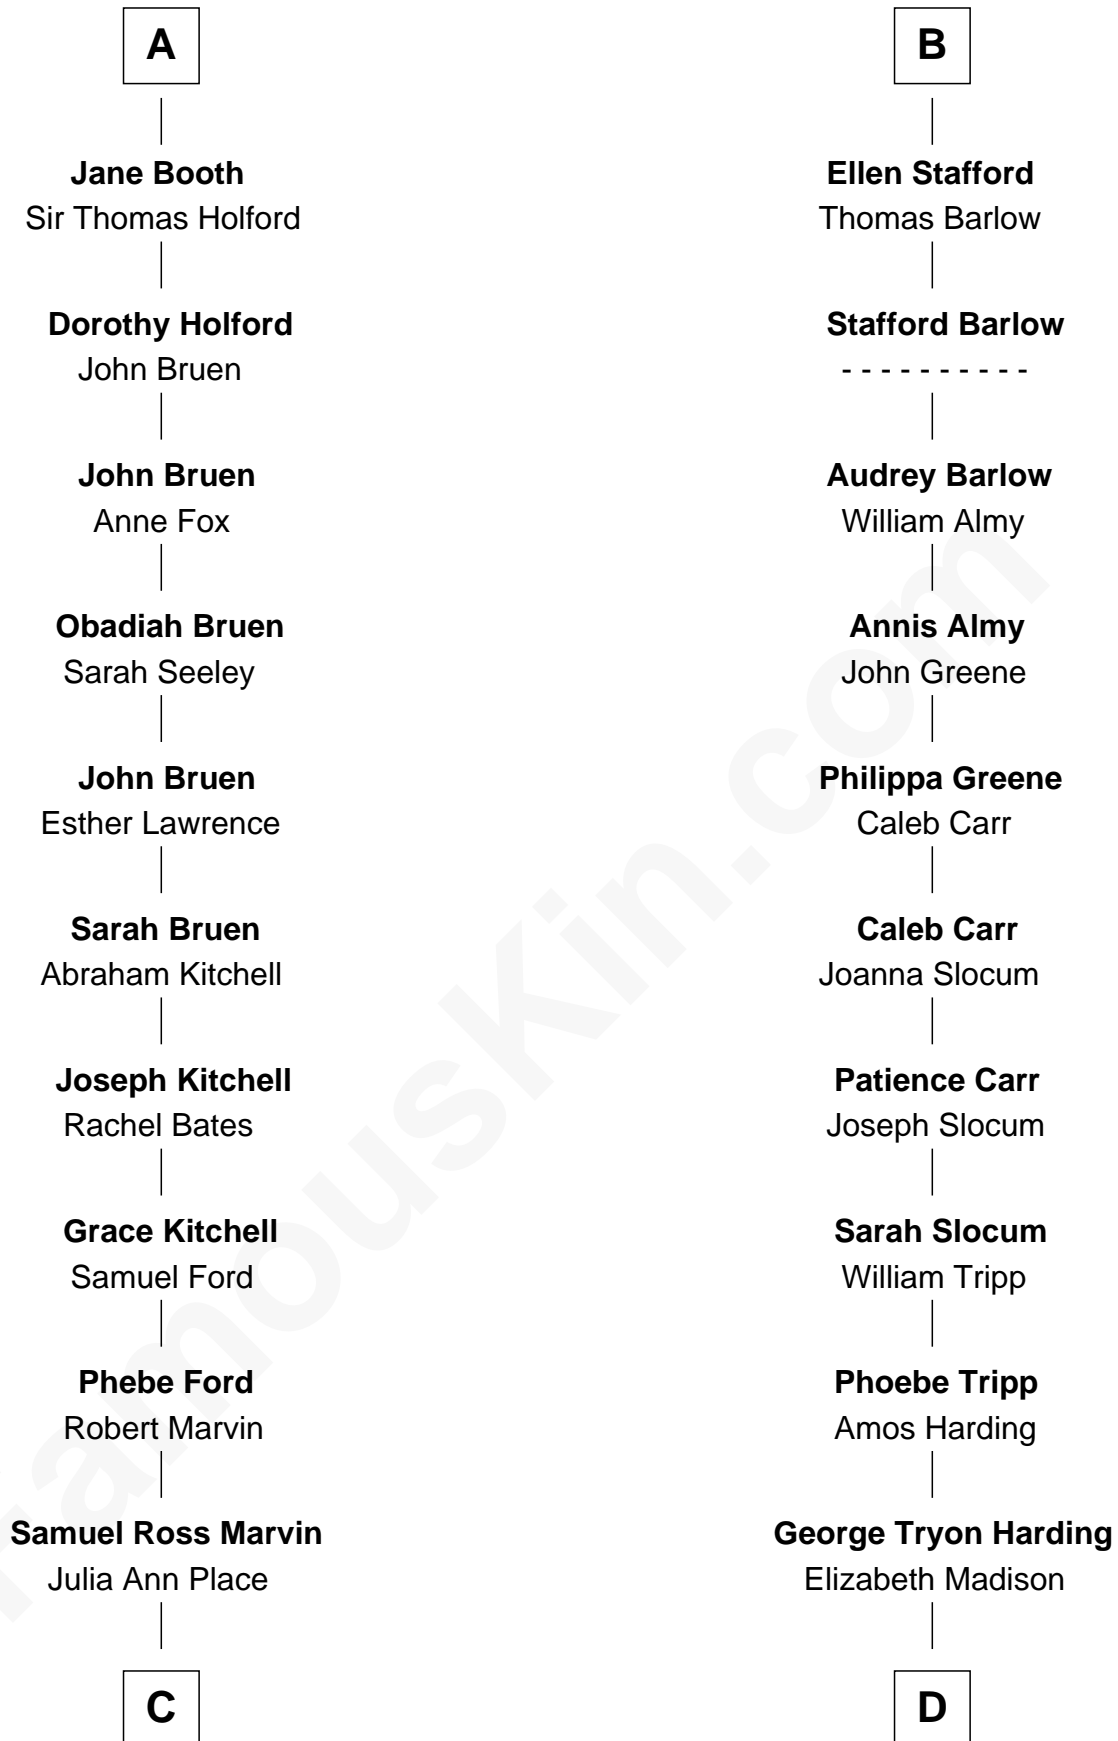 A
Jane Booth
Sir Thomas Holford
Dorothy Holford
John Bruen
John Bruen
Anne Fox
Obadiah Bruen
Sarah Seeley
John Bruen
Esther Lawrence
Sarah Bruen
Abraham Kitchell
Joseph Kitchell
Rachel Bates
Grace Kitchell
Samuel Ford
Phebe Ford
Robert Marvin
Samuel Ross Marvin
Julia Ann Place
C
B
Ellen Stafford
Thomas Barlow
Stafford Barlow
- - - - - - - - - -
Audrey Barlow
William Almy
Annis Almy
John Greene
Philippa Greene
Caleb Carr
Caleb Carr
Joanna Slocum
Patience Carr
Joseph Slocum
Sarah Slocum
William Tripp
Phoebe Tripp
Amos Harding
George Tryon Harding
Elizabeth Madison
D
FamousKin.com